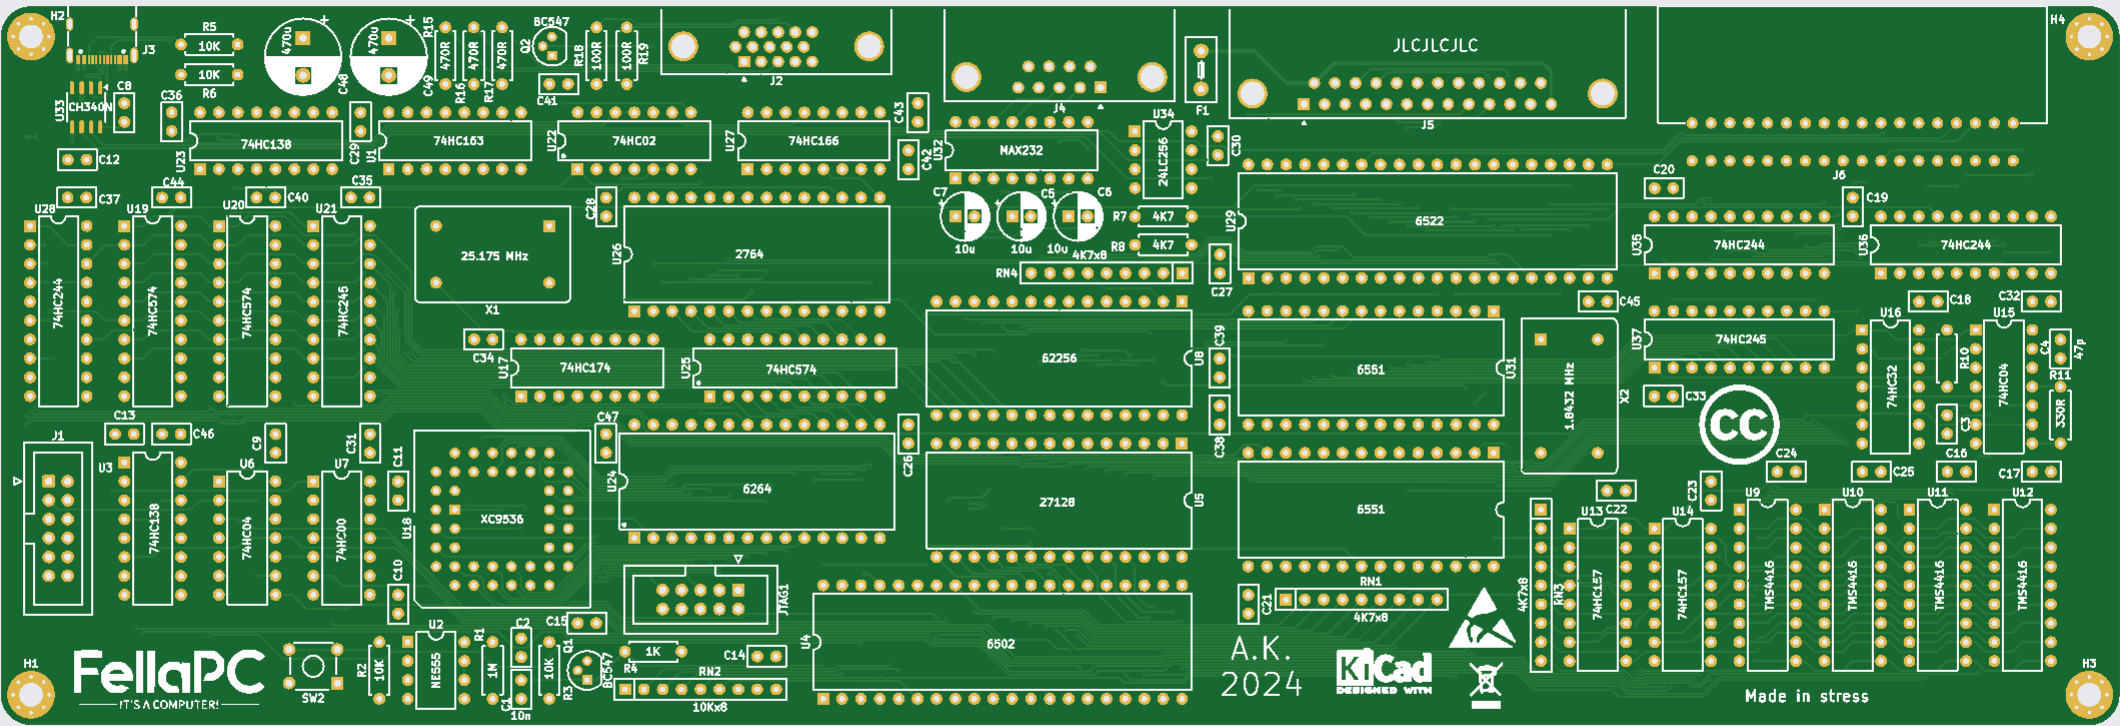 H2
J3
R5
10K
10K
R6
470u
C48
470u
C49
R15
470R
R16
470R
R17
470R
BC547
Q2
C41
R18
100R
100R
R19
J2
J4
F1
JLCJLCJLC
J5
H4
J6
U33
CH340N
C8
C36
1
C12
U23
74HC138
C29
U1
74HC163
U22
74HC02
U27
74HC166
C43
C42
U32
MAX232
U34
24LC256
C30
C37
C44
C40
C35
C28
C7
10u
C5
10u
C6
10u
R7
4K7
R8
4K7
4K7x8
RN4
U29
6522
C27
C20
C19
U35
74HC244
U36
74HC244
U28
74HC244
U19
74HC574
U20
74HC574
U21
74HC245
25.175 MHz
X1
U26
2764
C34
U17
74HC174
U25
74HC574
62256
U8
C39
C38
6551
U31
1.8432 MHz
X2
C45
U37
74HC245
C33
C18
C32
U16
74HC32
R10
U15
74HC04
C4
47p
R11
330R
C3
CC
J1
C13
C46
C9
C31
C11
U3
74HC138
U6
74HC04
U7
74HC00
C10
U18
XC9536
C47
U24
6264
C26
27128
U5
6551
C24
C25
C16
C17
C23
C22
4K7x8
RN3
U13
74HC157
U14
74HC157
U9
TMS4416
U10
TMS4416
U11
TMS4416
U12
TMS4416
JTAG1
U4
6502
C21
RN1
4K7x8
H1
FellaPC
IT'S A COMPUTER!
SW2
R2
10K
U2
NE555
R1
1M
C2
C1
10n
10K
R3
C15
Q1
BC547
1K
R4
C14
RN2
10Kx8
A.K.
2024
KiCad
DESIGNED WITH
Made in stress
H3